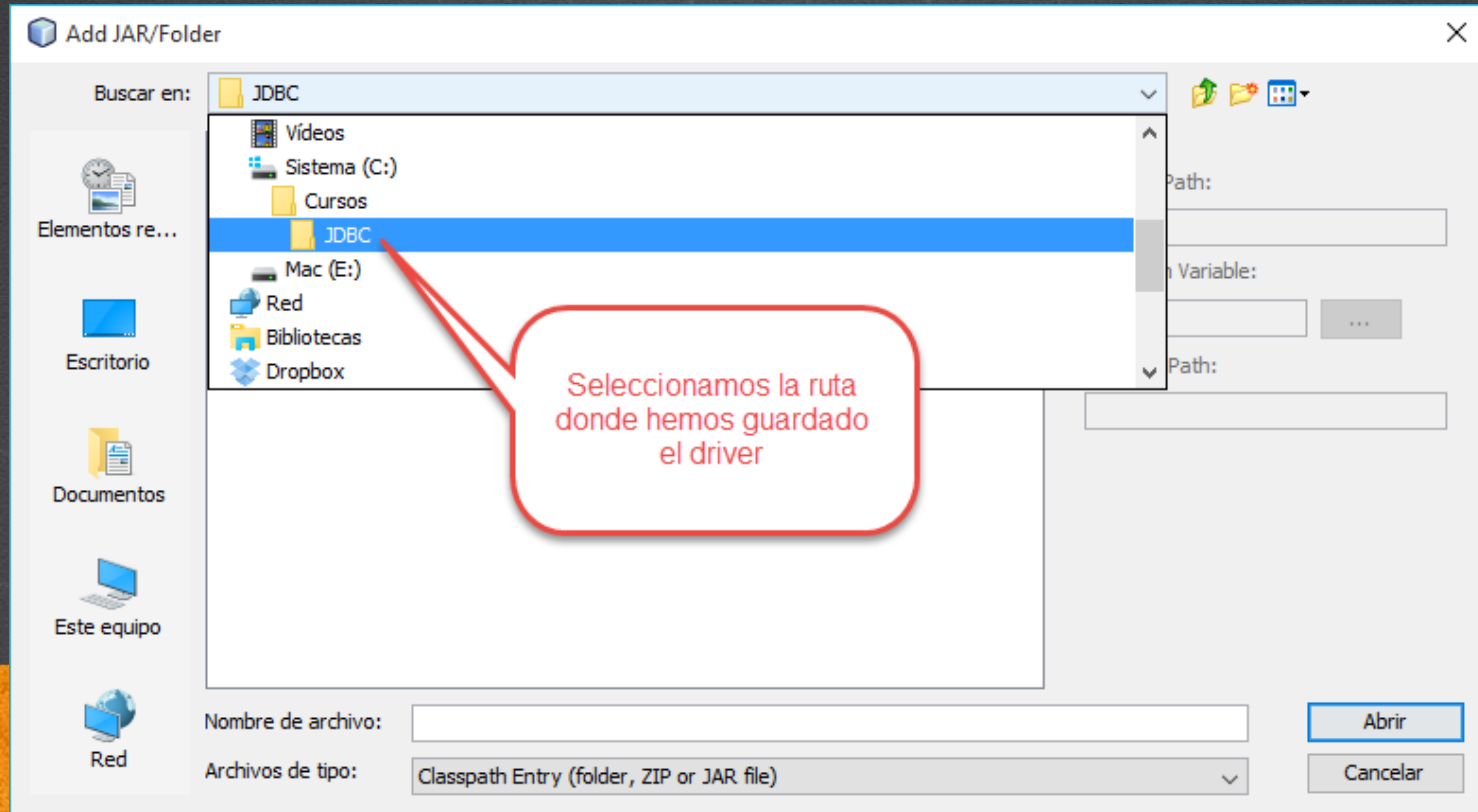 Add JAR/Folder
Buscar en:
JDBC
Vídeos
Sistema (C:)
Cursos
JDBC
Mac (E:)
Red
Bibliotecas
Dropbox
Elementos re...
Escritorio
Documentos
Este equipo
Red
Seleccionamos la ruta
donde hemos guardado
el driver
Path:
Variable:
...
Path:
Nombre de archivo:
Archivos de tipo:
Classpath Entry (folder, ZIP or JAR file)
Abrir
Cancelar